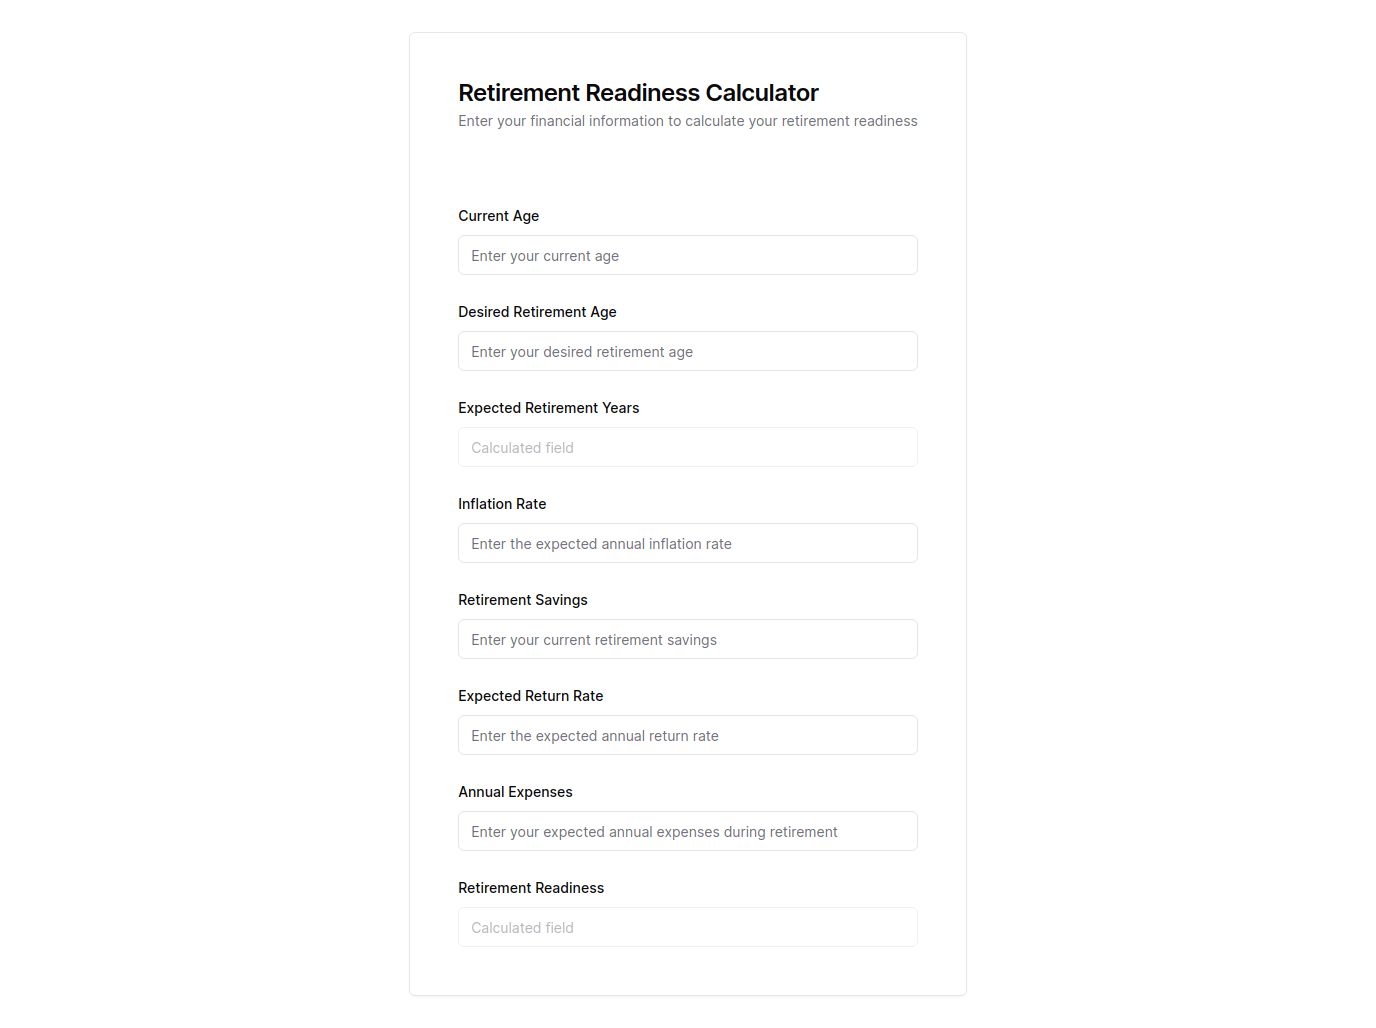 Retirement Readiness Calculator
Enter your financial information to calculate your retirement readiness
Current Age
Enter your current age
Desired Retirement Age
Enter your desired retirement age
Expected Retirement Years
Calculated field
Inflation Rate
Enter the expected annual inflation rate
Retirement Savings
Enter your current retirement savings
Expected Return Rate
Enter the expected annual return rate
Annual Expenses
Enter your expected annual expenses during retirement
Retirement Readiness
Calculated field